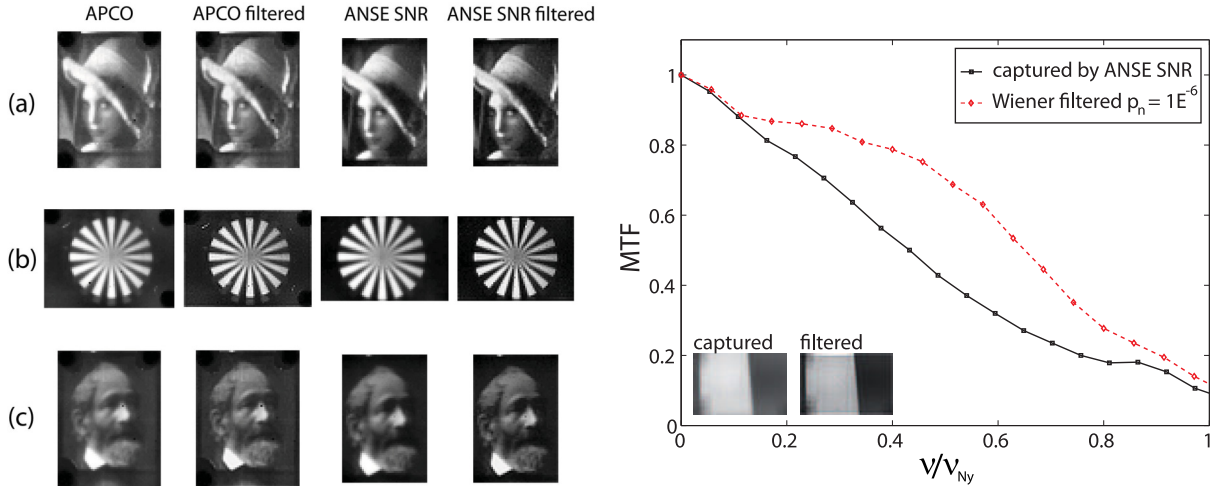 APCO APCO filtered ANSE SNR ANSE SNR filtered
(a)
(b)
(c)
1
0.8
0.6
0.4
0.2
0
MTF
captured by ANSE SNR
Wiener filtered pₙ = 1E⁻⁶
captured filtered
0 0.2 0.4 0.6 0.8 1
ν/ν_Ny